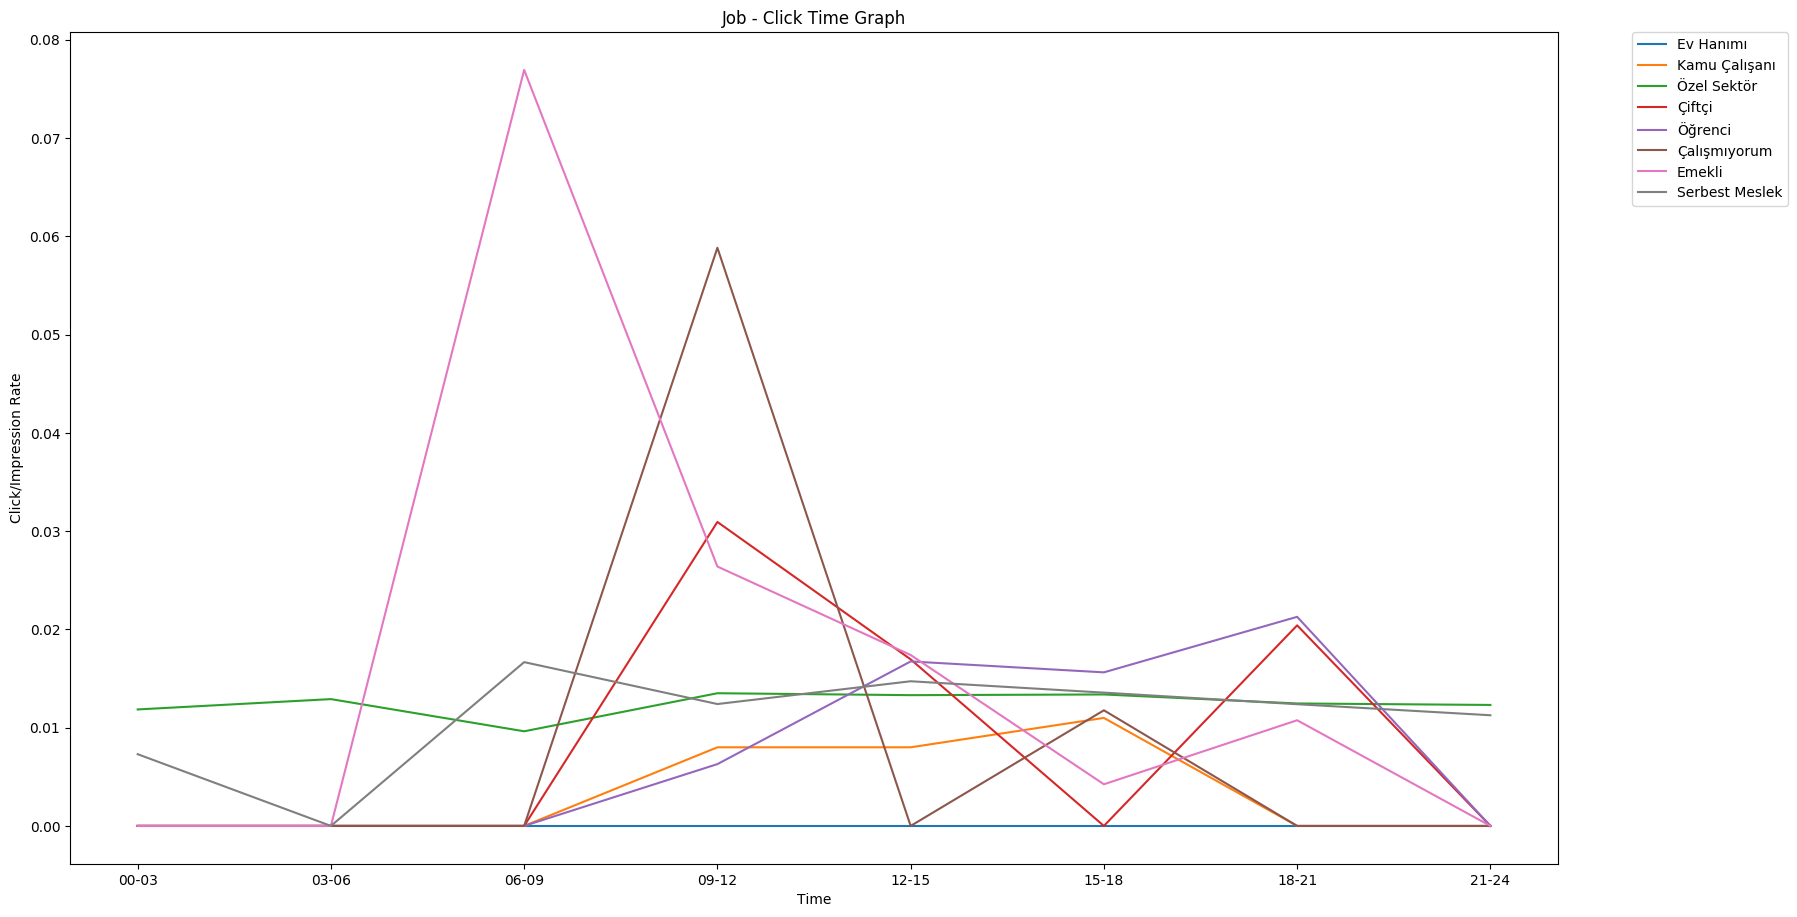 Job - Click Time Graph
Ev Hanımı
Kamu Çalışanı
Özel Sektör
Çiftçi
Öğrenci
Çalışmıyorum
Emekli
Serbest Meslek
Click/Impression Rate
0.08
0.07
0.06
0.05
0.04
0.03
0.02
0.01
0.00
00-03 03-06 06-09 09-12 12-15 15-18 18-21 21-24
Time